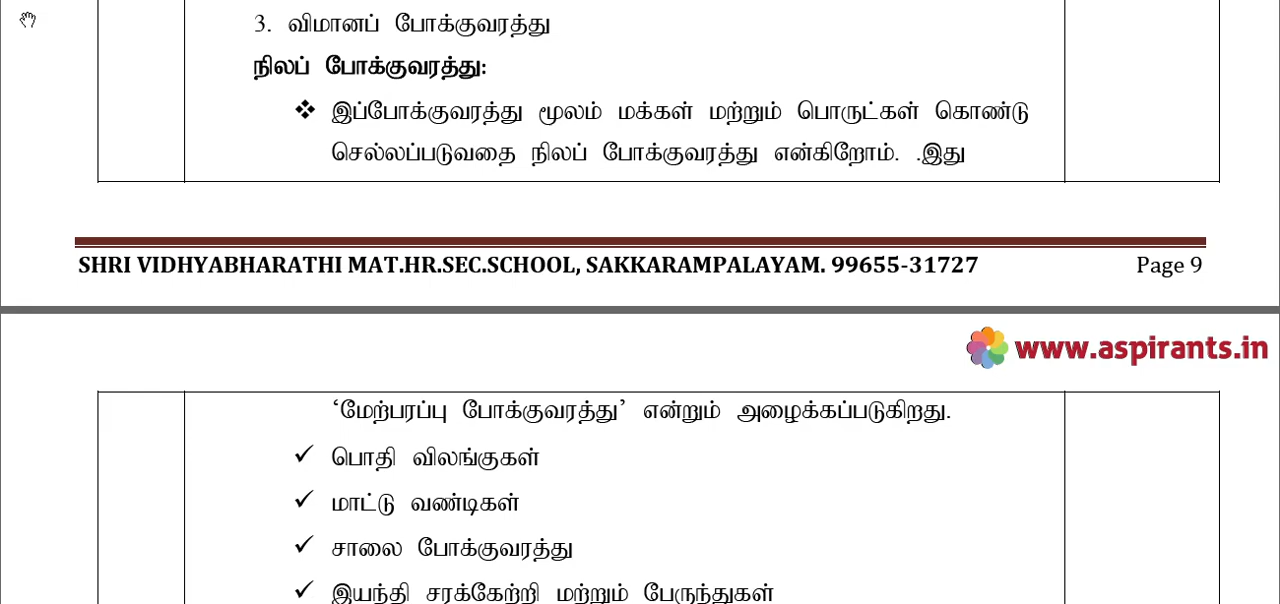 3. விமானப் போக்குவரத்து
நிலப் போக்குவரத்து:
❖ இப்போக்குவரத்து மூலம் மக்கள் மற்றும் பொருட்கள் கொண்டு
செல்லப்படுவதை நிலப் போக்குவரத்து என்கிறோம். .இது
SHRI VIDHYABHARATHI MAT.HR.SEC.SCHOOL, SAKKARAMPALAYAM. 99655-31727 Page 9
www.aspirants.in
‘மேற்பரப்பு போக்குவரத்து’ என்றும் அழைக்கப்படுகிறது.
✓ பொதி விலங்குகள்
✓ மாட்டு வண்டிகள்
✓ சாலை போக்குவரத்து
✓ இயந்தி சரக்கேற்றி மற்றும் பேருந்துகள்